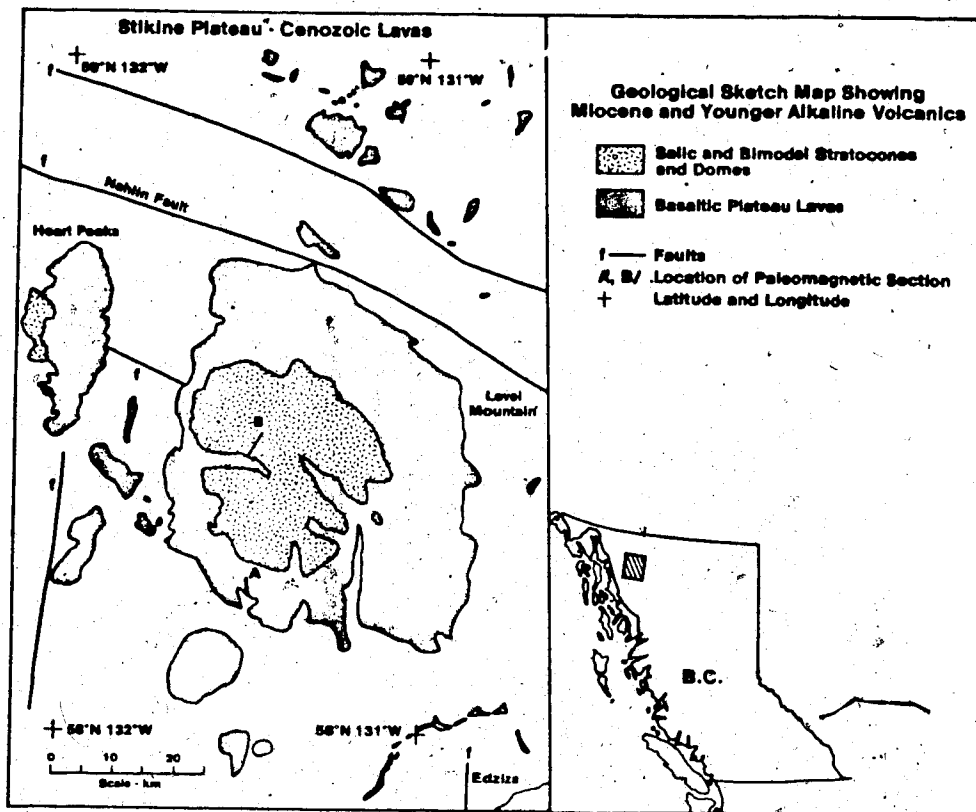 Stikine Plateau - Cenozoic Lavas
59°N 132°W
59°N 131°W
f
f
Nahlin Fault
Heart Peaks
f
f
Level
Mountain
B
A
58°N 132°W
58°N 131°W
0 10 20
Scale - km
f
Edziza
Geological Sketch Map Showing
Miocene and Younger Alkaline Volcanics
Salic and Bimodel Stratocones
and Domes
Basaltic Plateau Lavas
f — Faults
A, B/ Location of Paleomagnetic Section
+ Latitude and Longitude
B.C.